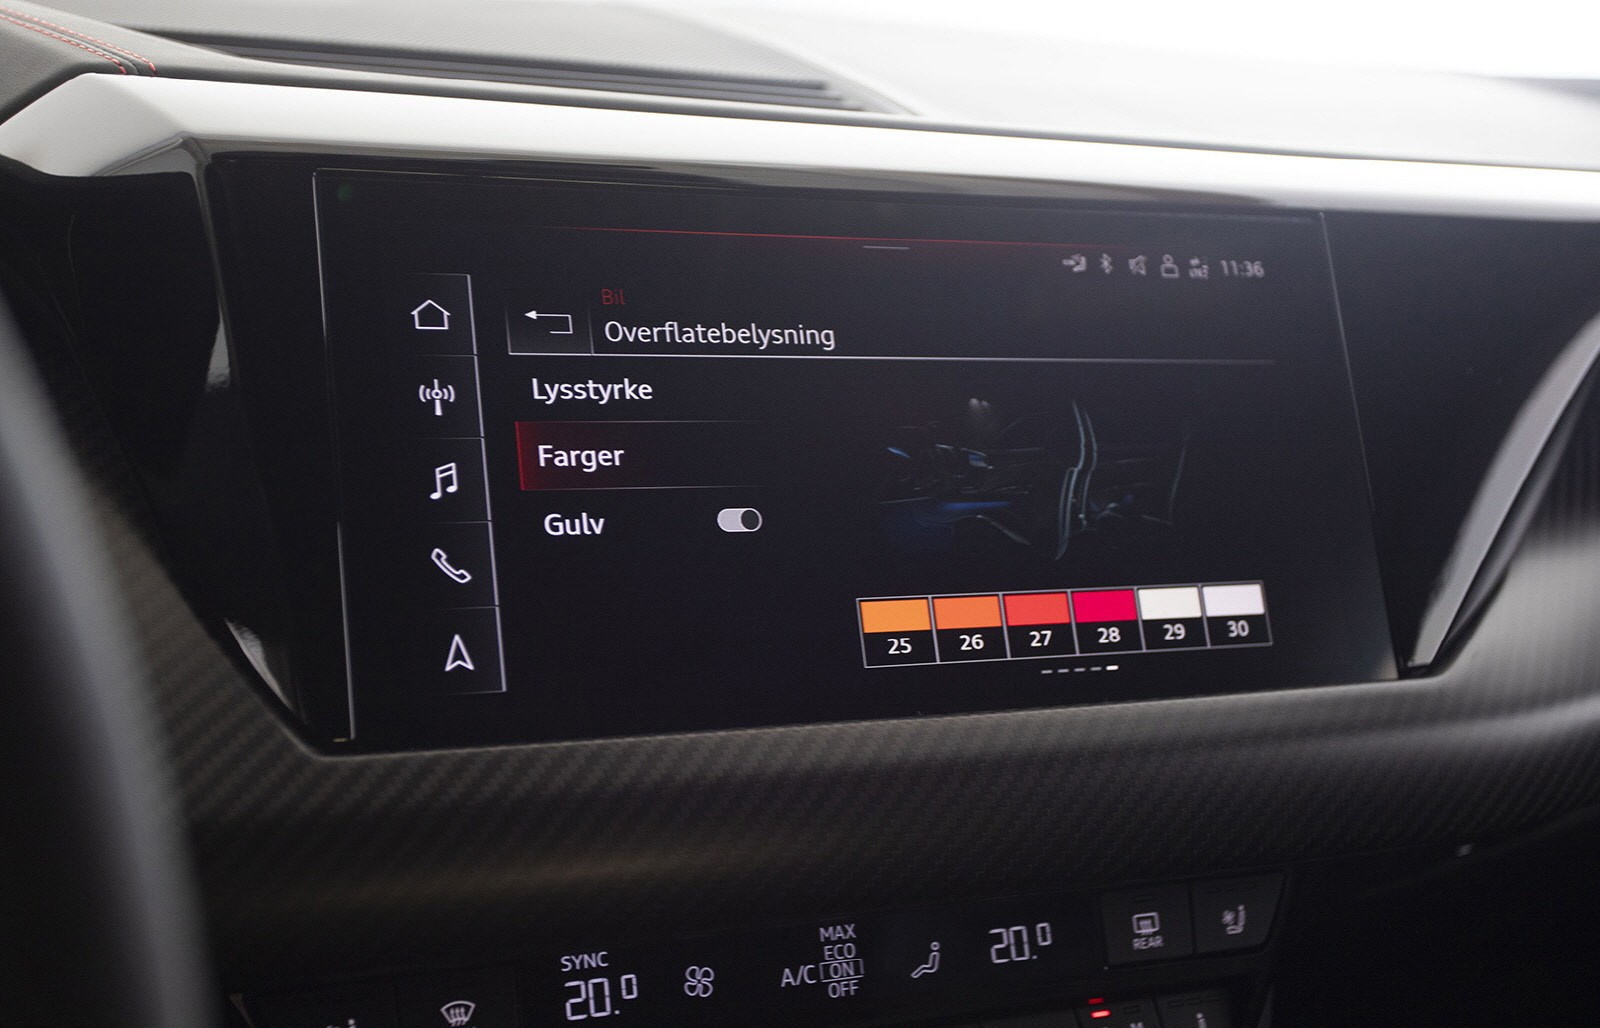 11:36
Bil
Overflatebelysning
Lysstyrke
Farger
Gulv
25 26 27 28 29 30
SYNC
20.0
MAX
ECO
A/C ON
OFF
20.0
REAR